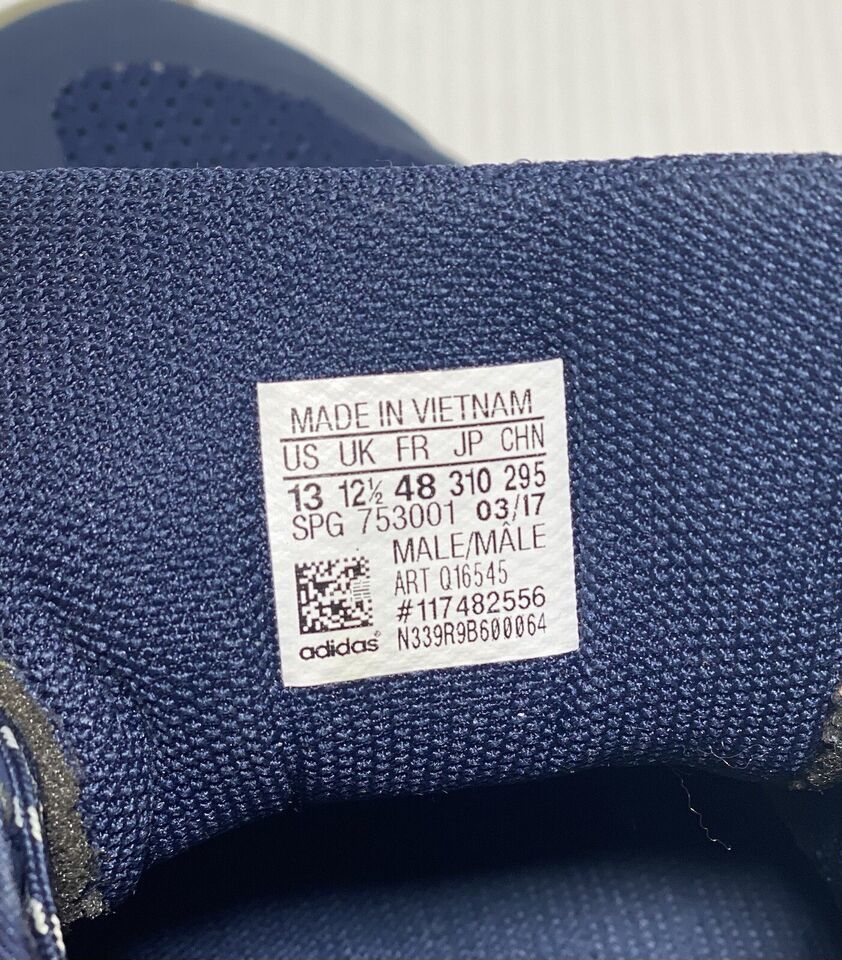 MADE IN VIETNAM
US UK FR JP CHN
13 12½ 48 310 295
SPG 753001 03/17
MALE/MÂLE
ART Q16545
#117482556
adidas® N339R9B600064